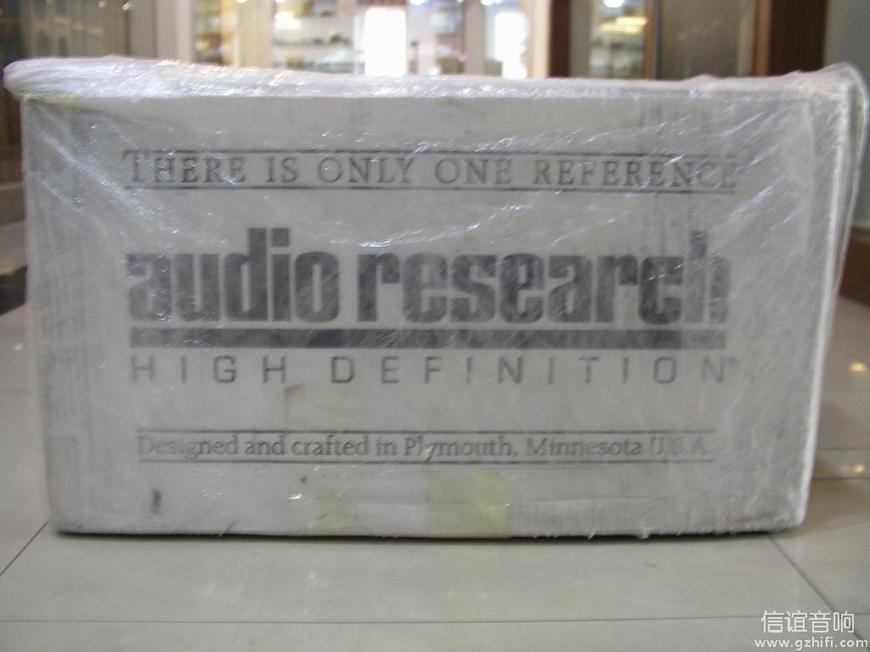 THERE IS ONLY ONE REFERENCE
audio research
HIGH DEFINITION®
Designed and crafted in Plymouth, Minnesota U.S.A.
信谊音响
www.gzhifi.com